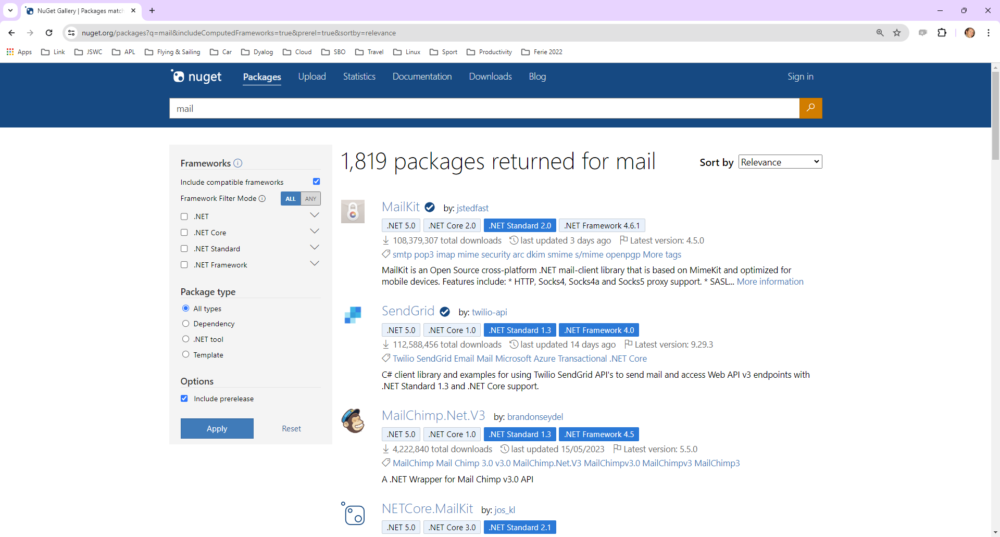 NuGet Gallery | Packages match
nuget.org/packages?q=mail&includeComputedFrameworks=true&prerel=true&sortby=relevance
Apps Link JSWC APL Flying & Sailing Car Dyalog Cloud SBO Travel Linux Sport Productivity Ferie 2022
nuget Packages Upload Statistics Documentation Downloads Blog Sign in
mail
Frameworks
Include compatible frameworks
Framework Filter Mode ALL ANY
.NET
.NET Core
.NET Standard
.NET Framework
Package type
All types
Dependency
.NET tool
Template
Options
Include prerelease
Apply Reset
1,819 packages returned for mail
Sort by Relevance
MailKit by: jstedfast
.NET 5.0 .NET Core 2.0 .NET Standard 2.0 .NET Framework 4.6.1
108,379,307 total downloads last updated 3 days ago Latest version: 4.5.0
smtp pop3 imap mime security arc dkim smime s/mime openpgp More tags
MailKit is an Open Source cross-platform .NET mail-client library that is based on MimeKit and optimized for
mobile devices. Features include: * HTTP, Socks4, Socks4a and Socks5 proxy support. * SASL... More information
SendGrid by: twilio-api
.NET 5.0 .NET Core 1.0 .NET Standard 1.3 .NET Framework 4.0
112,588,456 total downloads last updated 14 days ago Latest version: 9.29.3
Twilio SendGrid Email Mail Microsoft Azure Transactional .NET Core
C# client library and examples for using Twilio SendGrid API's to send mail and access Web API v3 endpoints with
.NET Standard 1.3 and .NET Core support.
MailChimp.Net.V3 by: brandonseydel
.NET 5.0 .NET Core 1.0 .NET Standard 1.3 .NET Framework 4.5
4,222,840 total downloads last updated 15/05/2023 Latest version: 5.5.0
MailChimp Mail Chimp 3.0 v3.0 MailChimp.Net.V3 MailChimpv3.0 MailChimpv3 MailChimp3
A .NET Wrapper for Mail Chimp v3.0 API
NETCore.MailKit by: jos_kl
.NET 5.0 .NET Core 3.0 .NET Standard 2.1